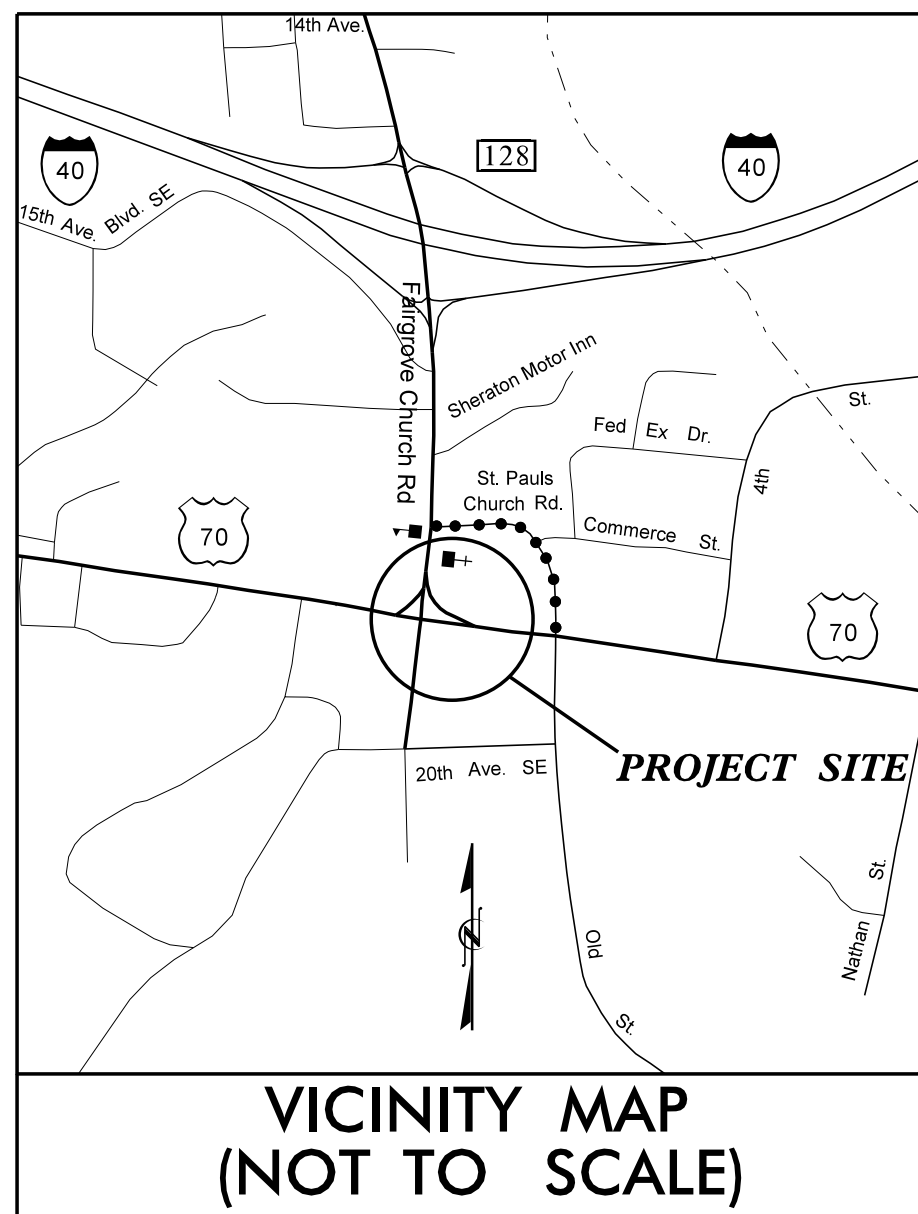 14th Ave.
128
40
40
15th Ave. Blvd. SE
Fairgrove Church Rd
Sheraton Motor Inn
St.
Fed Ex Dr.
4th
St. Pauls
Church Rd.
70
Commerce St.
70
PROJECT SITE
20th Ave. SE
St.
Nathan
Old
N
St.
VICINITY MAP
(NOT TO SCALE)